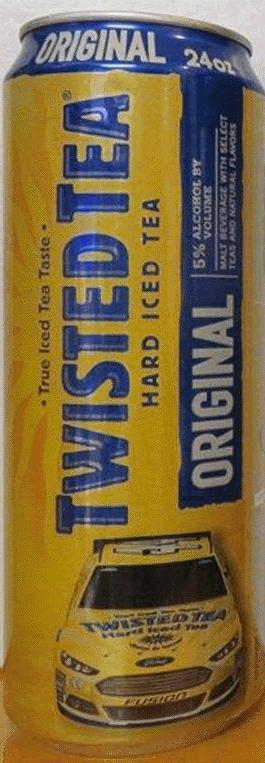 ORIGINAL 24oz
• True Iced Tea Taste •
TWISTED TEA®
HARD ICED TEA
5% ALCOHOL BY
VOLUME
MALT BEVERAGE WITH SELECT
TEAS AND NATURAL FLAVORS
ORIGINAL
TWISTED TEA
Hard Iced Tea
Ford
FUSION